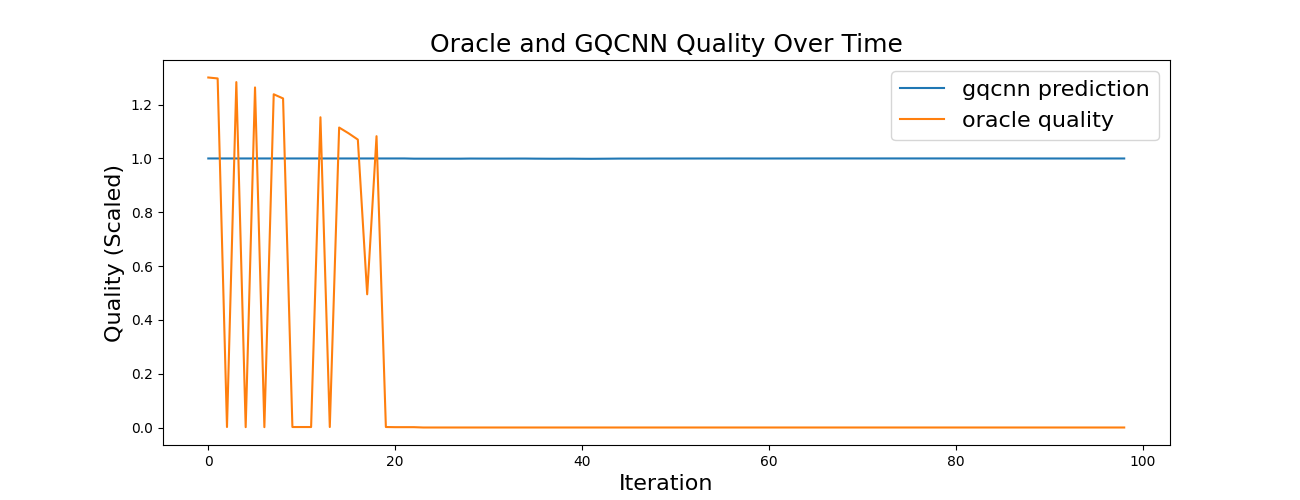 Oracle and GQCNN Quality Over Time
gqcnn prediction
oracle quality
Quality (Scaled)
1.2
1.0
0.8
0.6
0.4
0.2
0.0
0 20 40 60 80 100
Iteration